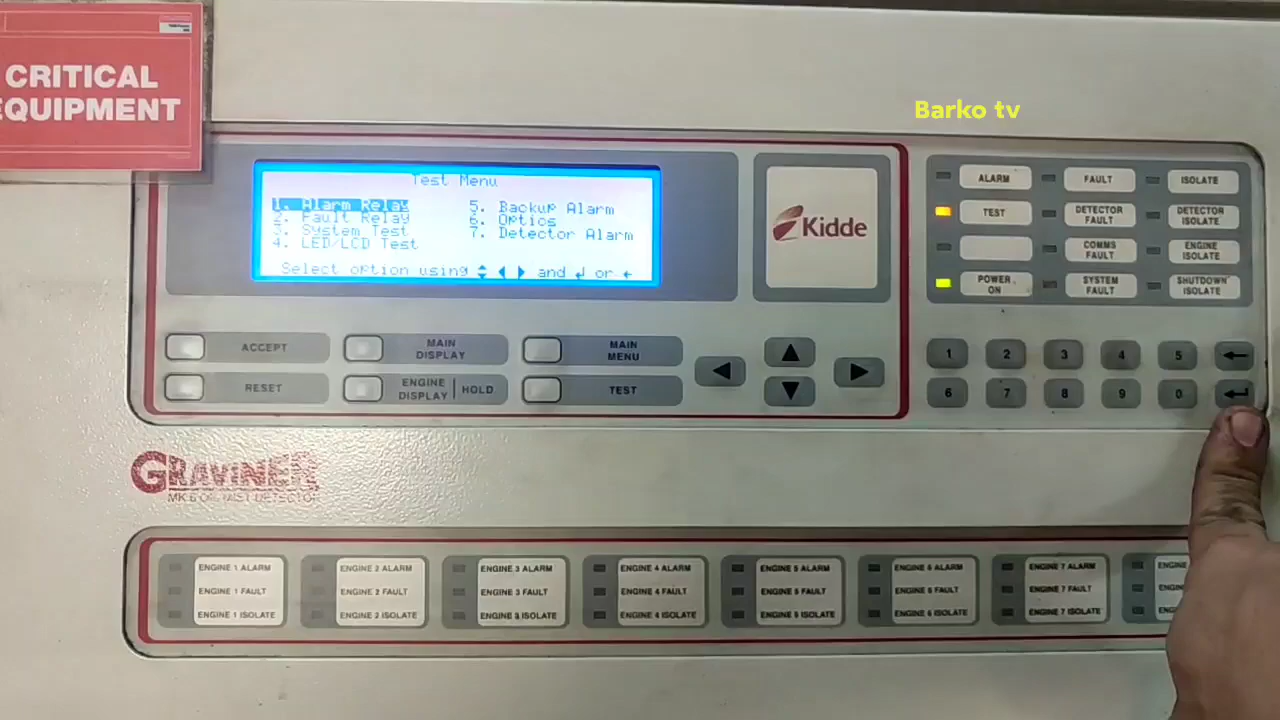 CRITICAL
EQUIPMENT
Barko tv
Test Menu
1. Alarm Relay
2. Fault Relay
3. System Test
4. LED/LCD Test
5. Backup Alarm
6. Optics
7. Detector Alarm
Select option using and or
Kidde
ALARM
FAULT
ISOLATE
TEST
DETECTOR
FAULT
DETECTOR
ISOLATE
COMMS
FAULT
ENGINE
ISOLATE
POWER
ON
SYSTEM
FAULT
SHUTDOWN
ISOLATE
ACCEPT
MAIN
DISPLAY
MAIN
MENU
RESET
ENGINE
DISPLAY
HOLD
TEST
1 2 3 4 5
6 7 8 9 0
GRAVINER
MK 6 OIL MIST DETECTOR
ENGINE 1 ALARM
ENGINE 1 FAULT
ENGINE 1 ISOLATE
ENGINE 2 ALARM
ENGINE 2 FAULT
ENGINE 2 ISOLATE
ENGINE 3 ALARM
ENGINE 3 FAULT
ENGINE 3 ISOLATE
ENGINE 4 ALARM
ENGINE 4 FAULT
ENGINE 4 ISOLATE
ENGINE 5 ALARM
ENGINE 5 FAULT
ENGINE 5 ISOLATE
ENGINE 6 ALARM
ENGINE 6 FAULT
ENGINE 6 ISOLATE
ENGINE 7 ALARM
ENGINE 7 FAULT
ENGINE 7 ISOLATE